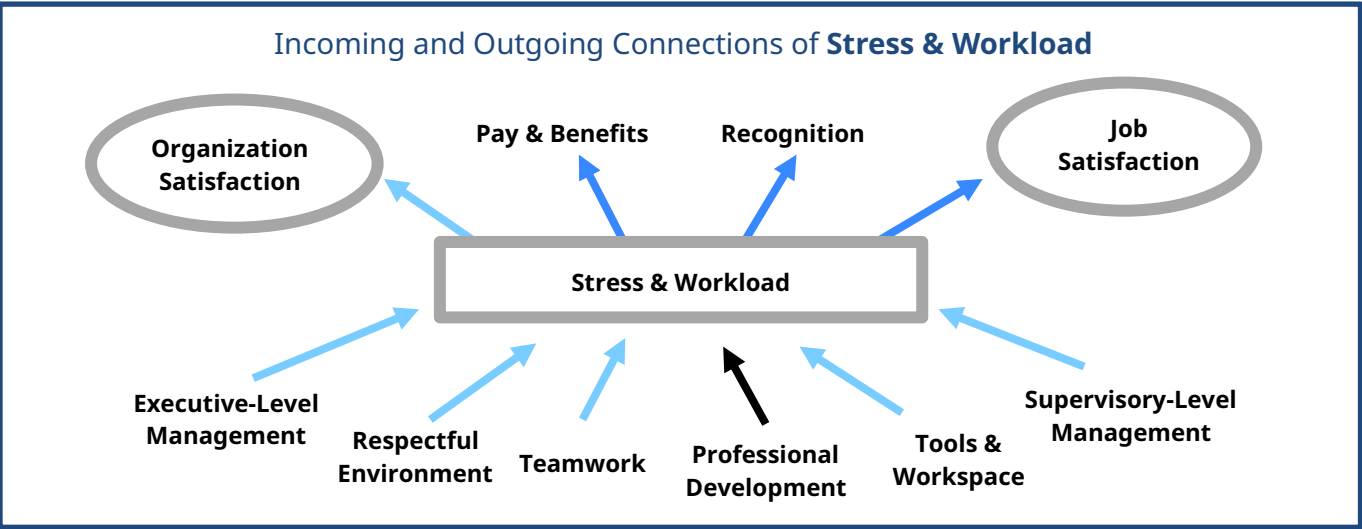 Incoming and Outgoing Connections of Stress & Workload
Organization
Satisfaction
Pay & Benefits
Recognition
Job
Satisfaction
Stress & Workload
Executive-Level
Management
Respectful
Environment
Teamwork
Professional
Development
Tools &
Workspace
Supervisory-Level
Management